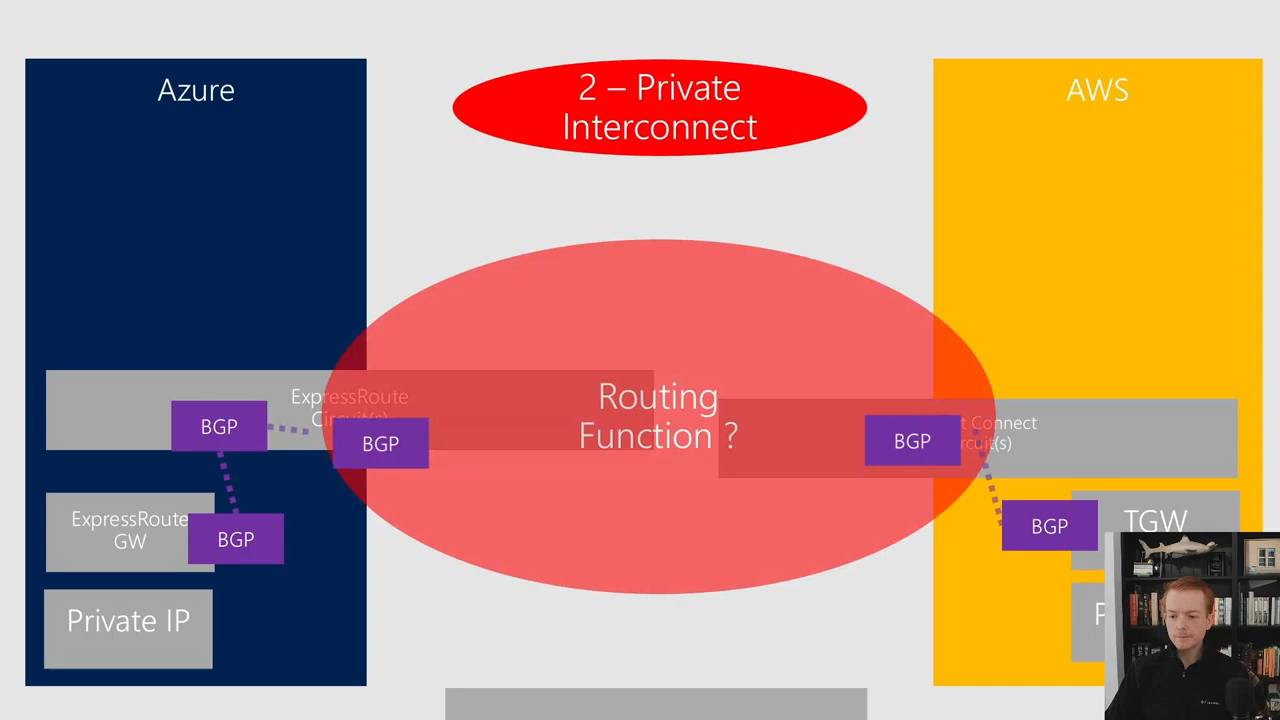 Azure
2 – Private
Interconnect
AWS
ExpressRoute
Circuit(s)
BGP
BGP
Routing
Function ?
BGP
Connect
ExpressRoute
GW
BGP
BGP
TGW
Private IP